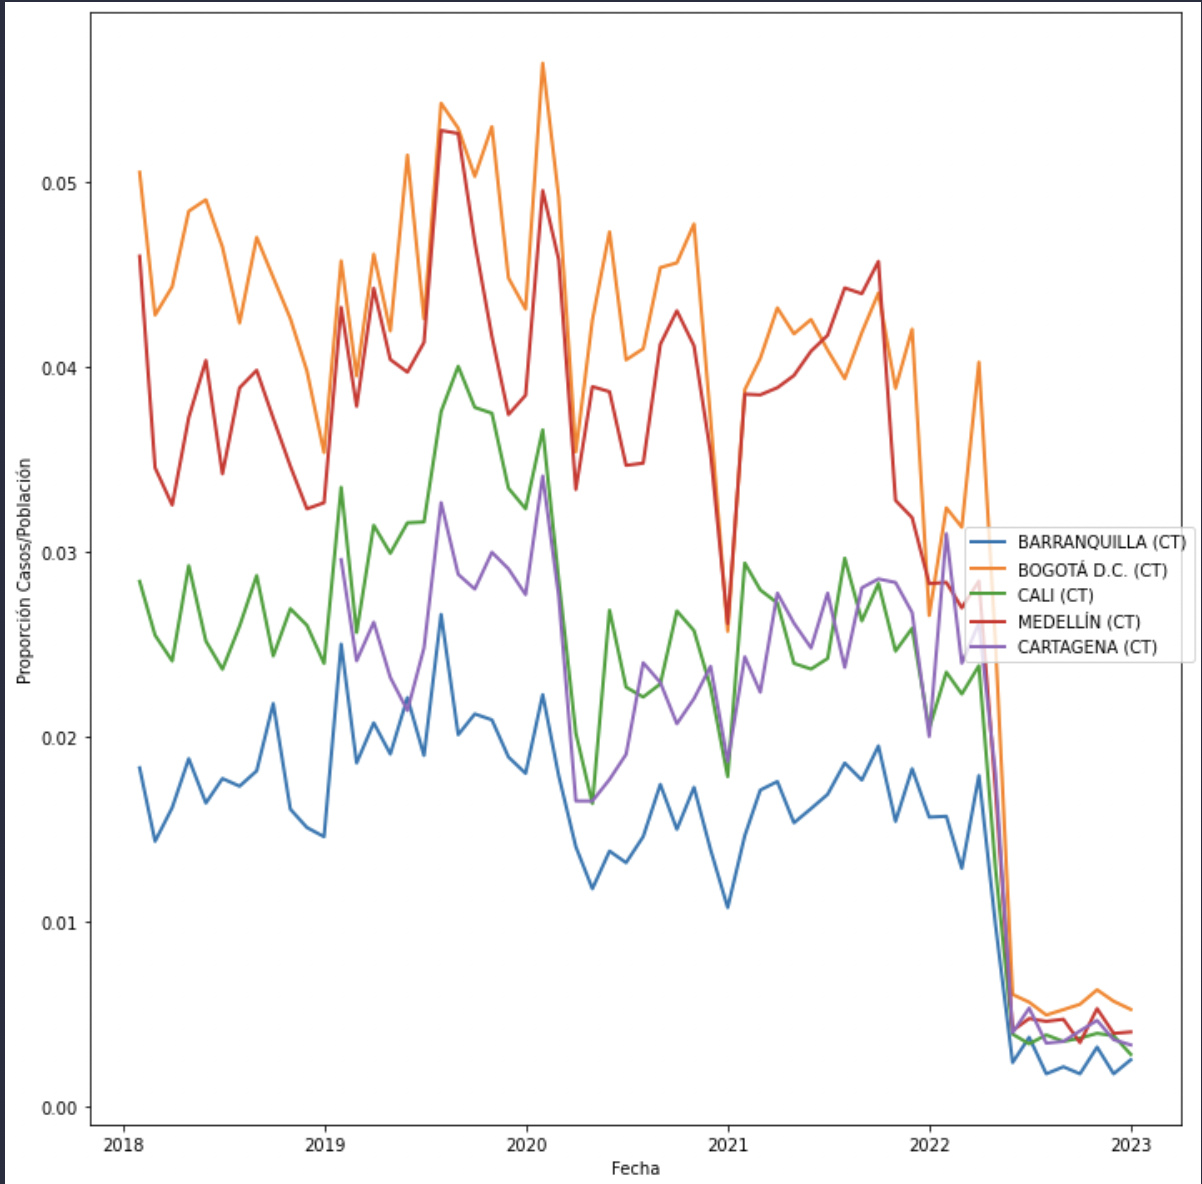 0.05
0.04
0.03
0.02
0.01
0.00
Proporción Casos/Población
BARRANQUILLA (CT)
BOGOTÁ D.C. (CT)
CALI (CT)
MEDELLÍN (CT)
CARTAGENA (CT)
2018 2019 2020 2021 2022 2023
Fecha